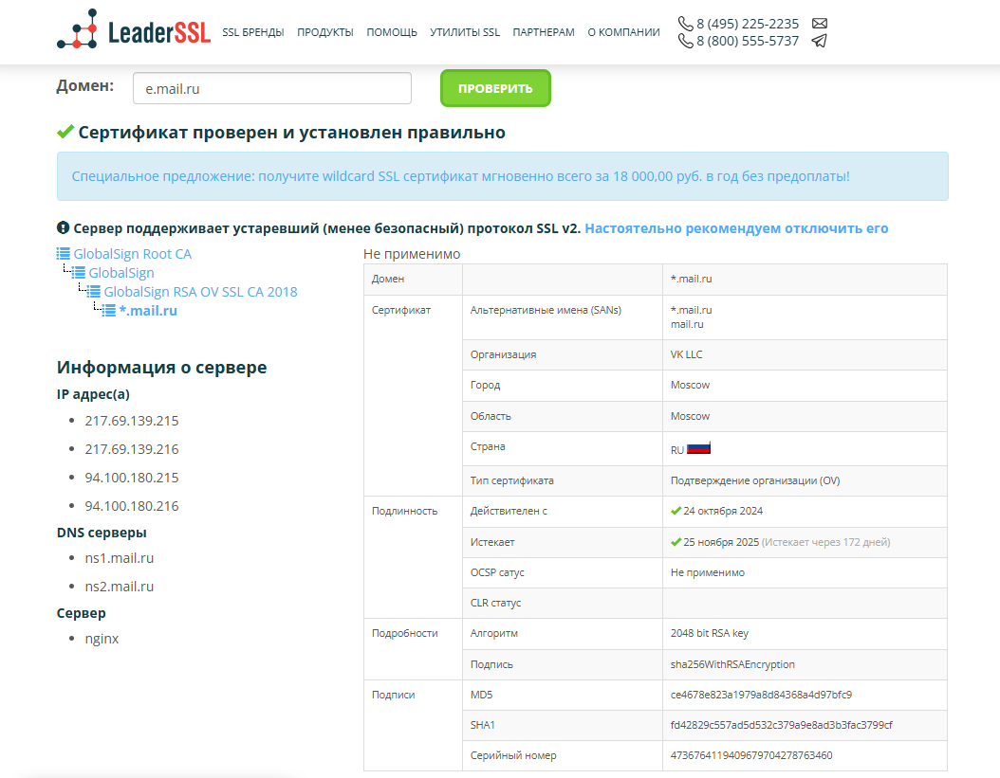 LeaderSSL
SSL БРЕНДЫ ПРОДУКТЫ ПОМОЩЬ УТИЛИТЫ SSL ПАРТНЕРАМ О КОМПАНИИ
8 (495) 225-2235
8 (800) 555-5737
Домен: e.mail.ru ПРОВЕРИТЬ
Сертификат проверен и установлен правильно
Специальное предложение: получите wildcard SSL сертификат мгновенно всего за 18 000,00 руб. в год без предоплаты!
Сервер поддерживает устаревший (менее безопасный) протокол SSL v2. Настоятельно рекомендуем отключить его
GlobalSign Root CA
GlobalSign
GlobalSign RSA OV SSL CA 2018
*.mail.ru
Информация о сервере
IP адрес(а)
217.69.139.215
217.69.139.216
94.100.180.215
94.100.180.216
DNS серверы
ns1.mail.ru
ns2.mail.ru
Сервер
nginx
Не применимо
Домен *.mail.ru
Сертификат Альтернативные имена (SANs) *.mail.ru
mail.ru
Организация VK LLC
Город Moscow
Область Moscow
Страна RU
Тип сертификата Подтверждение организации (OV)
Подлинность Действителен с 24 октября 2024
Истекает 25 ноября 2025 (Истекает через 172 дней)
OCSP сатус Не применимо
CLR статус
Подробности Алгоритм 2048 bit RSA key
Подпись sha256WithRSAEncryption
Подписи MD5 ce4678e823a1979a8d84368a4d97bfc9
SHA1 fd42829c557ad5d532c379a9e8ad3b3fac3799cf
Серийный номер 4736764119409679704278763460